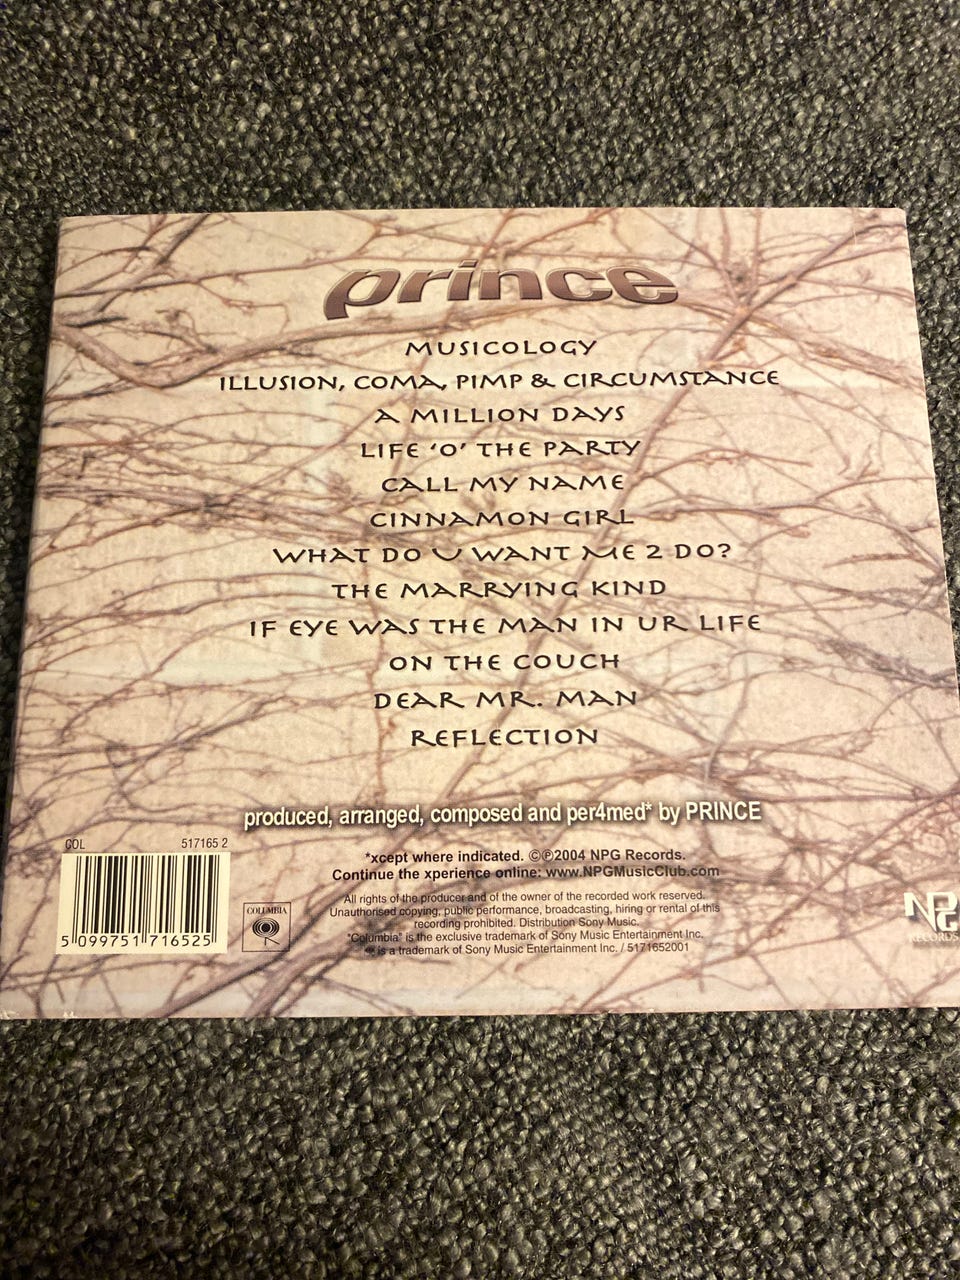 prince
MUSICOLOGY
ILLUSION, COMA, PIMP & CIRCUMSTANCE
A MILLION DAYS
LIFE 'O' THE PARTY
CALL MY NAME
CINNAMON GIRL
WHAT DO U WANT ME 2 DO?
THE MARRYING KIND
IF EYE WAS THE MAN IN UR LIFE
ON THE COUCH
DEAR MR. MAN
REFLECTION
produced, arranged, composed and per4med* by PRINCE
*xcept where indicated. ©℗2004 NPG Records.
Continue the xperience online: www.NPGMusicClub.com
All rights of the producer and of the owner of the recorded work reserved.
Unauthorised copying, public performance, broadcasting, hiring or rental of this
recording prohibited. Distribution Sony Music.
"Columbia" is the exclusive trademark of Sony Music Entertainment Inc.
is a trademark of Sony Music Entertainment Inc. / 5171652001
COL 517165 2
5 099751 716525
COLUMBIA
NPG
RECORDS